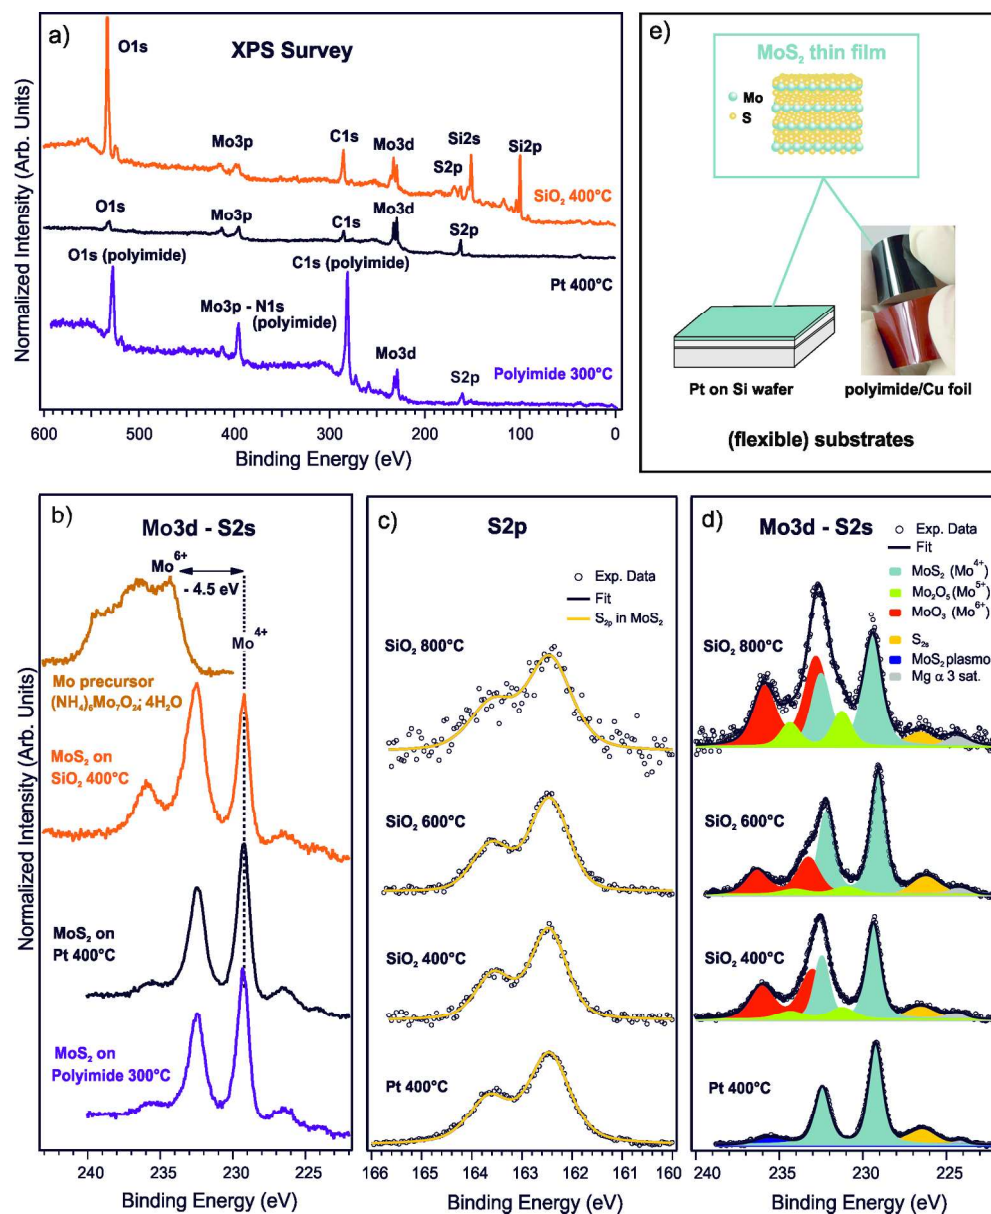 a)
XPS Survey
O1s
Mo3p
C1s
Mo3d
S2p
Si2s
Si2p
SiO2 400°C
O1s
Mo3p
C1s
Mo3d
S2p
Pt 400°C
O1s (polyimide)
Mo3p - N1s
(polyimide)
C1s (polyimide)
Mo3d
S2p
Polyimide 300°C
Normalized Intensity (Arb. Units)
600 500 400 300 200 100 0
Binding Energy (eV)
e)
MoS2 thin film
Mo
S
Pt on Si wafer
polyimide/Cu foil
(flexible) substrates
b)
Mo3d - S2s
Mo6+
- 4.5 eV
Mo4+
Mo precursor
(NH4)6Mo7O24; 4H2O
MoS2 on
SiO2 400°C
MoS2 on
Pt 400°C
MoS2 on
Polyimide 300°C
Normalized Intensity (Arb. Units)
240 235 230 225
Binding Energy (eV)
c)
S2p
Exp. Data
Fit
S2p in MoS2
SiO2 800°C
SiO2 600°C
SiO2 400°C
Pt 400°C
166 165 164 163 162 161 160
Binding Energy (eV)
d)
Mo3d - S2s
Exp. Data
Fit
MoS2 (Mo4+)
Mo2O5 (Mo5+)
MoO3 (Mo6+)
S2s
MoS2 plasmo
Mg α 3 sat.
SiO2 800°C
SiO2 600°C
SiO2 400°C
Pt 400°C
240 235 230 225
Binding Energy (eV)